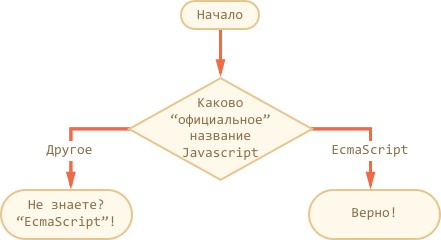 Начало
Каково
“официальное”
название
Javascript
Другое
EcmaScript
Не знаете?
“EcmaScript”!
Верно!